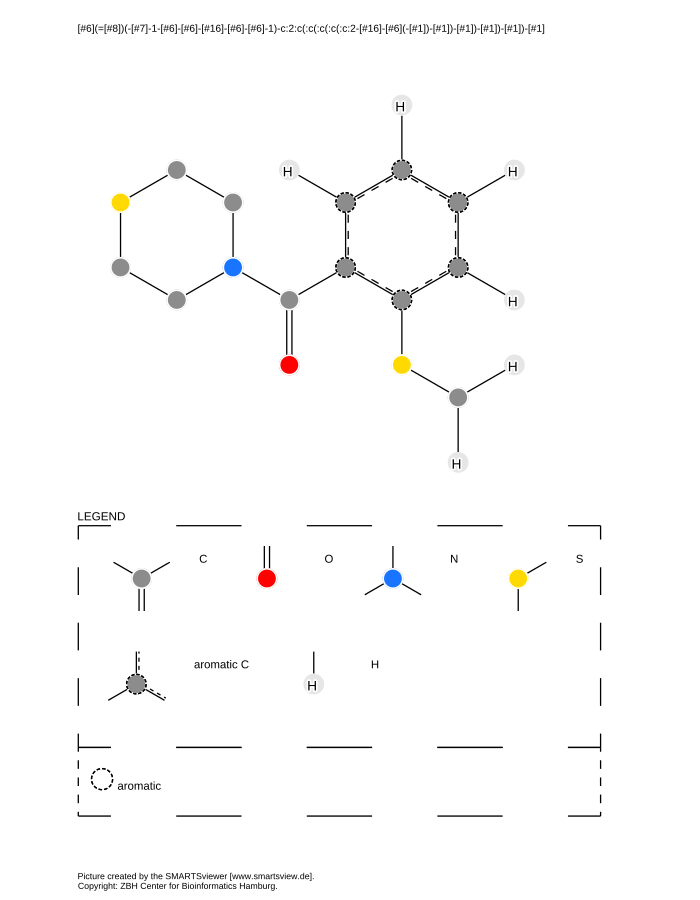 [#6](=[#8])(-[#7]-1-[#6]-[#6]-[#16]-[#6]-[#6]-1)-c:2:c(:c(:c(:c(:c:2-[#16]-[#6](-[#1])-[#1])-[#1])-[#1])-[#1])-[#1]
H
H
H
H
H
H
LEGEND
C
O
N
S
aromatic C
H
H
aromatic
Picture created by the SMARTSviewer [www.smartsview.de].
Copyright: ZBH Center for Bioinformatics Hamburg.